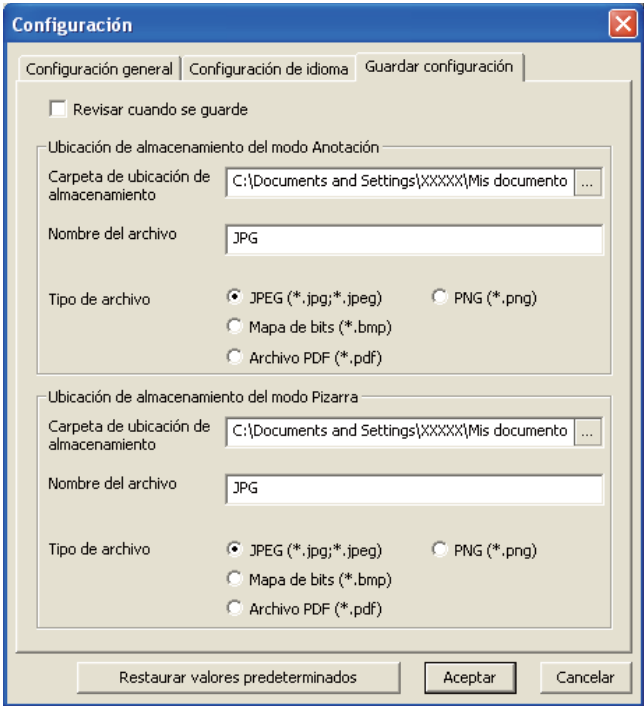 Configuración
Configuración general Configuración de idioma Guardar configuración
Revisar cuando se guarde
Ubicación de almacenamiento del modo Anotación
Carpeta de ubicación de
almacenamiento
C:\Documents and Settings\XXXXX\Mis documento ...
Nombre del archivo
JPG
Tipo de archivo
JPEG (*.jpg;*.jpeg) PNG (*.png)
Mapa de bits (*.bmp)
Archivo PDF (*.pdf)
Ubicación de almacenamiento del modo Pizarra
Carpeta de ubicación de
almacenamiento
C:\Documents and Settings\XXXXX\Mis documento ...
Nombre del archivo
JPG
Tipo de archivo
JPEG (*.jpg;*.jpeg) PNG (*.png)
Mapa de bits (*.bmp)
Archivo PDF (*.pdf)
Restaurar valores predeterminados Aceptar Cancelar